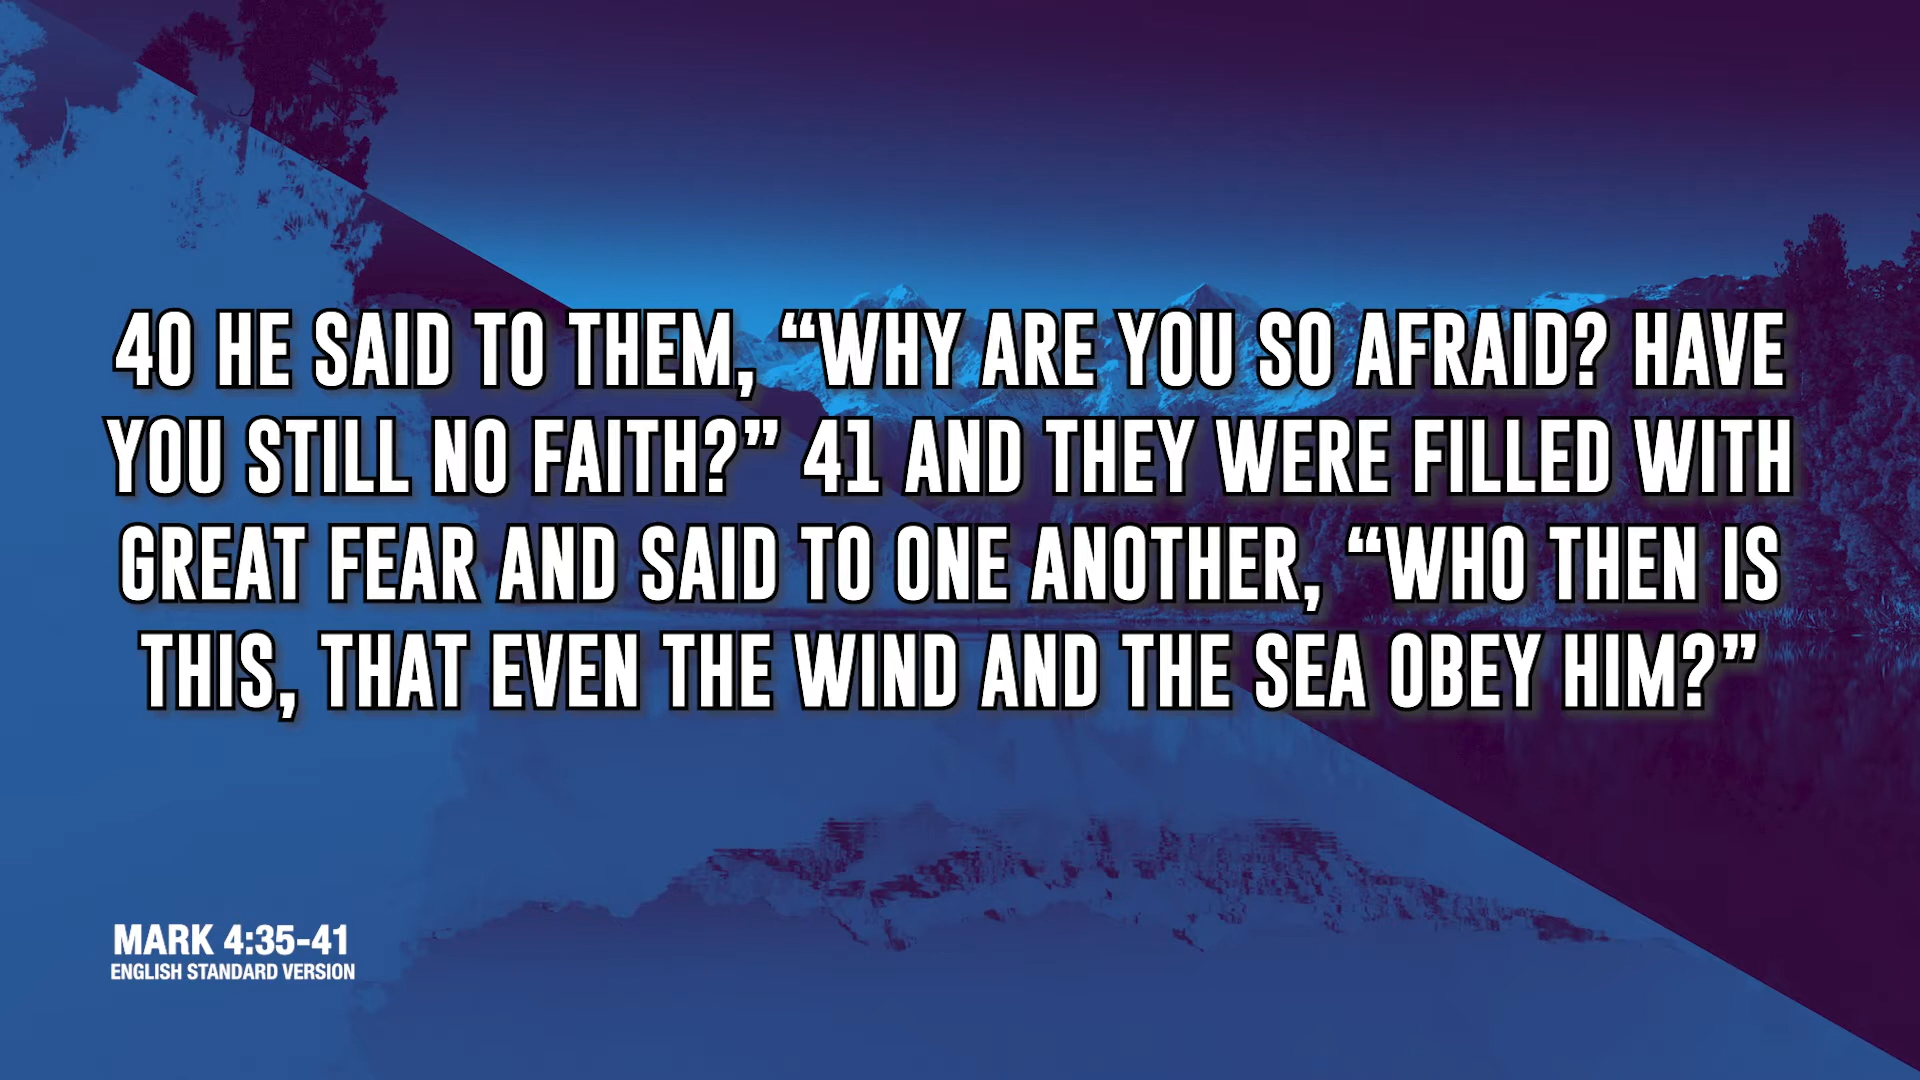 40 HE SAID TO THEM, “WHY ARE YOU SO AFRAID? HAVE
YOU STILL NO FAITH?” 41 AND THEY WERE FILLED WITH
GREAT FEAR AND SAID TO ONE ANOTHER, “WHO THEN IS
THIS, THAT EVEN THE WIND AND THE SEA OBEY HIM?”
MARK 4:35-41
ENGLISH STANDARD VERSION